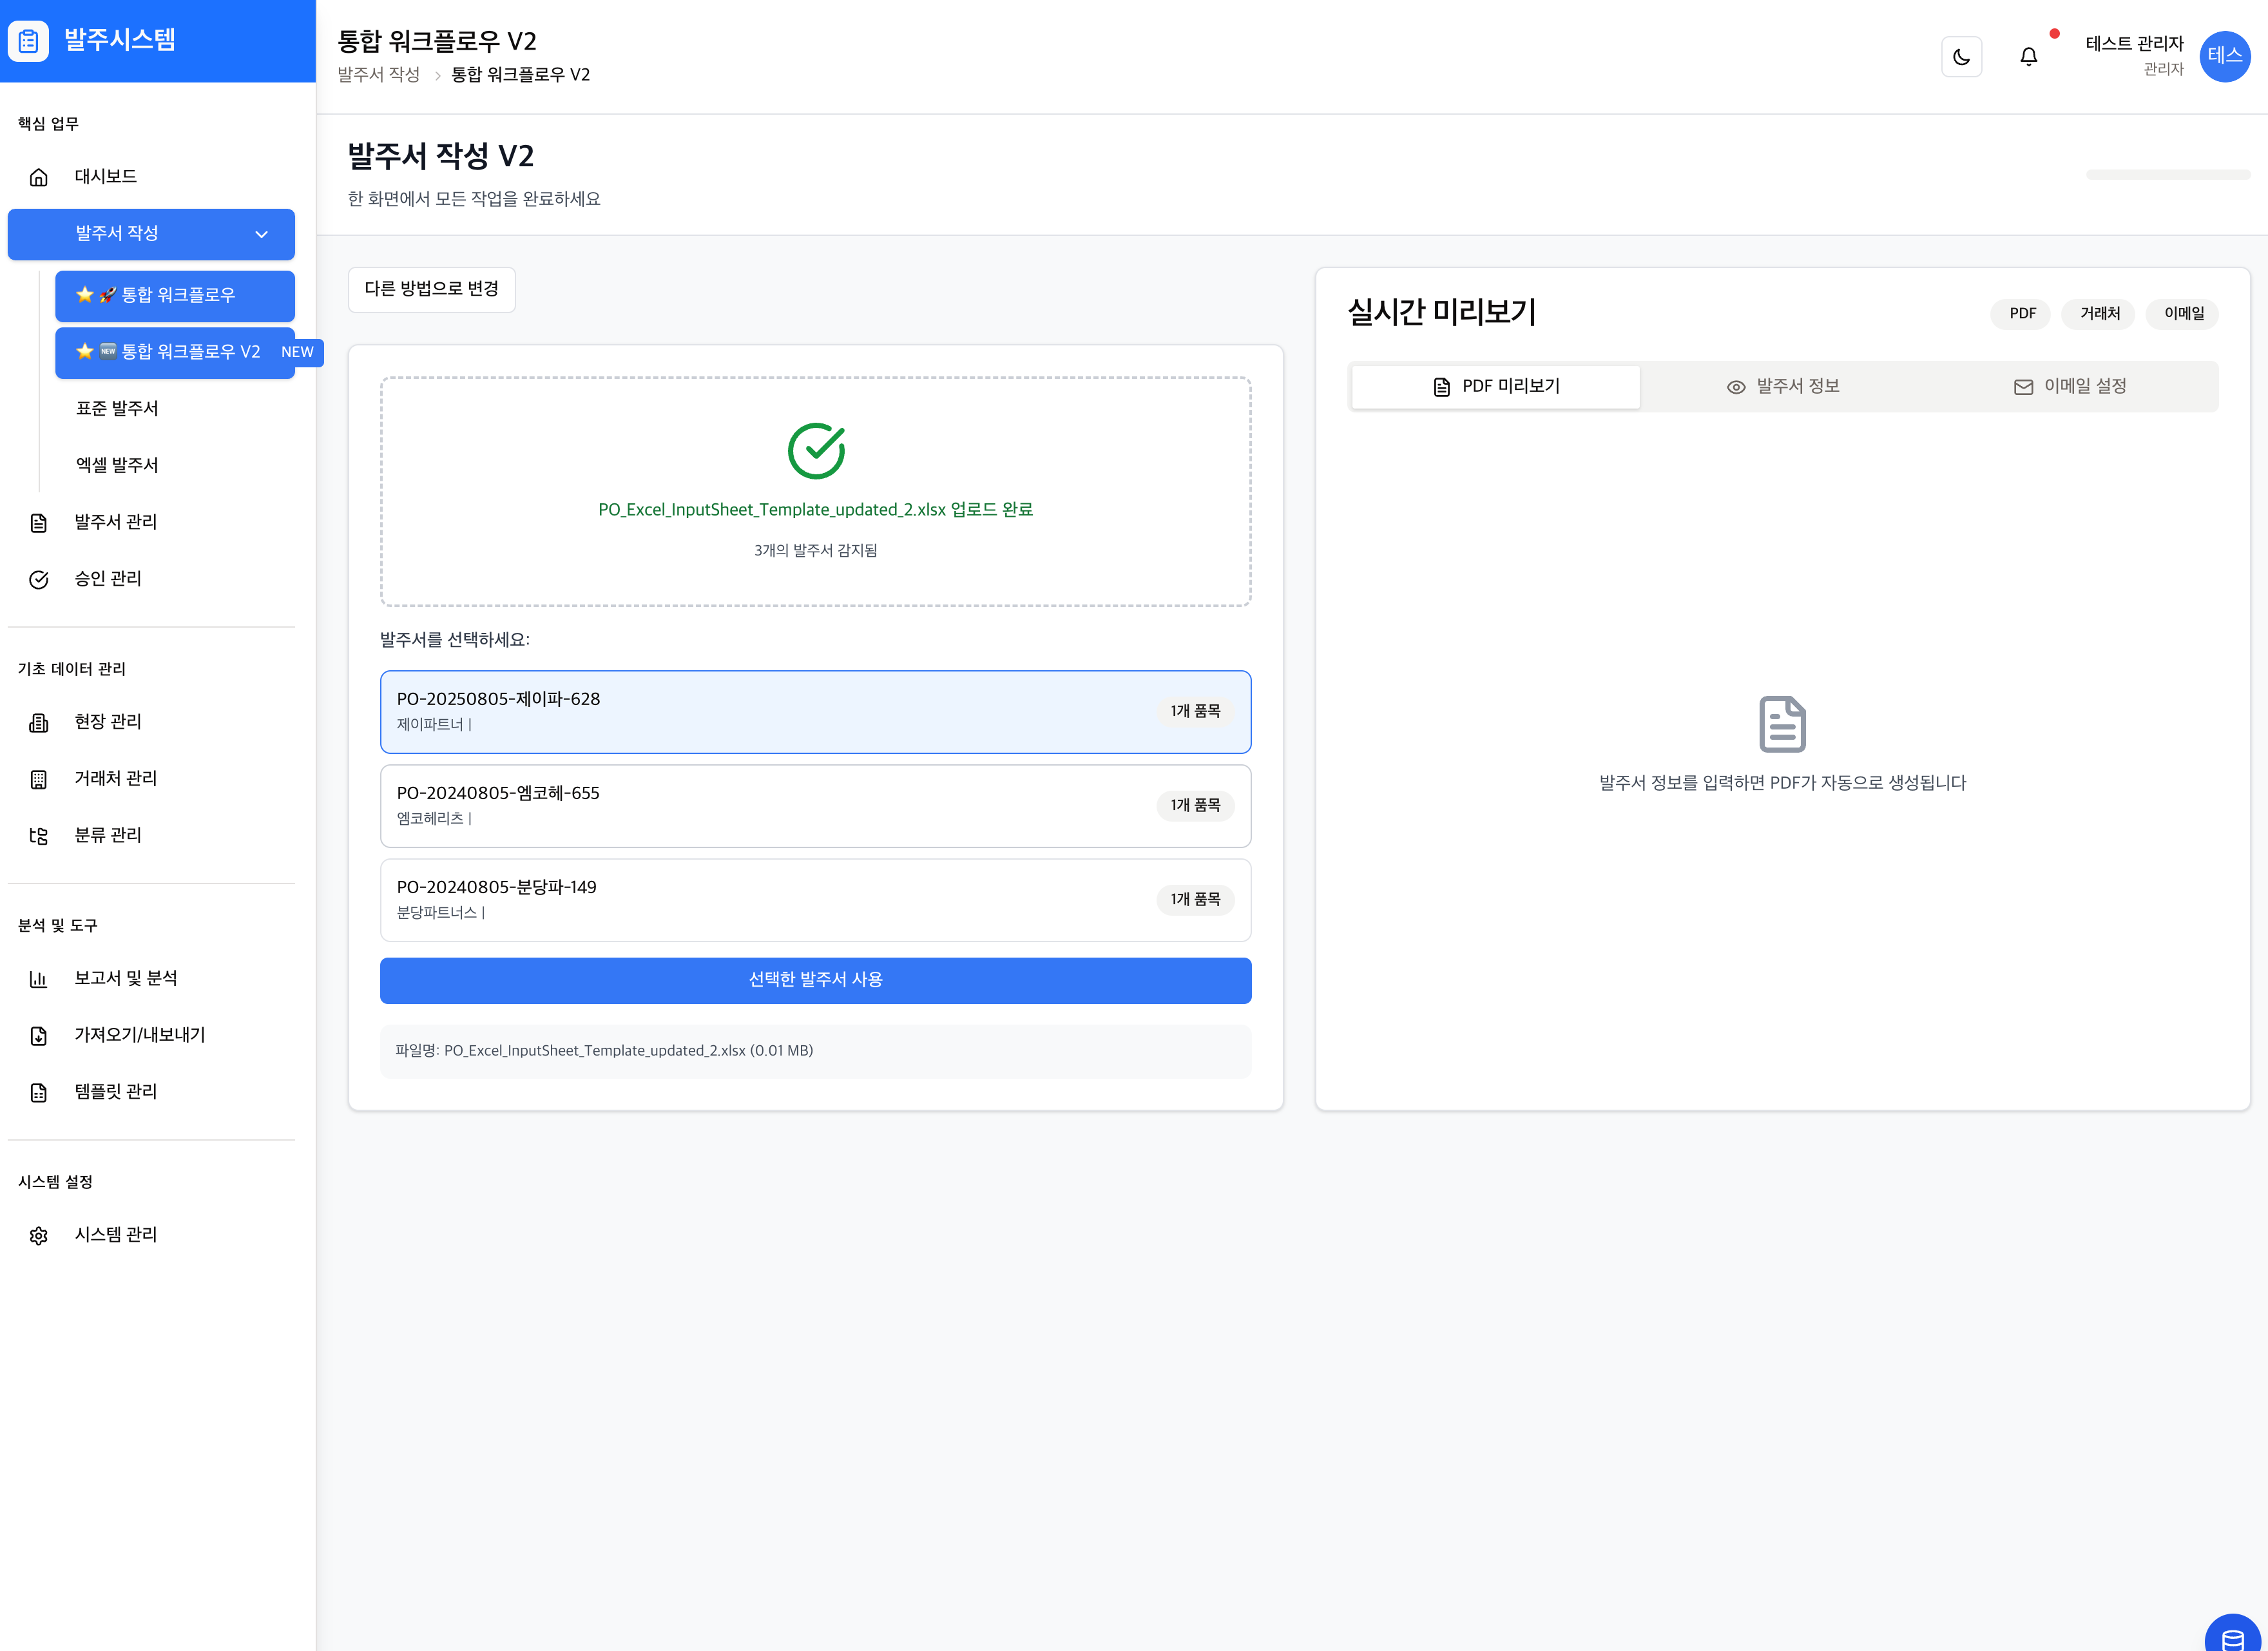 발주시스템
핵심 업무
대시보드
발주서 작성
⭐ 🚀 통합 워크플로우
⭐ 🆕 통합 워크플로우 V2
NEW
표준 발주서
엑셀 발주서
발주서 관리
승인 관리
기초 데이터 관리
현장 관리
거래처 관리
분류 관리
분석 및 도구
보고서 및 분석
가져오기/내보내기
템플릿 관리
시스템 설정
시스템 관리
통합 워크플로우 V2
발주서 작성 > 통합 워크플로우 V2
테스트 관리자
관리자
테스
발주서 작성 V2
한 화면에서 모든 작업을 완료하세요
다른 방법으로 변경
PO_Excel_InputSheet_Template_updated_2.xlsx 업로드 완료
3개의 발주서 감지됨
발주서를 선택하세요:
PO-20250805-제이파-628
제이파트너 |
1개 품목
PO-20240805-엠코헤-655
엠코헤리츠 |
1개 품목
PO-20240805-분당파-149
분당파트너스 |
1개 품목
선택한 발주서 사용
파일명: PO_Excel_InputSheet_Template_updated_2.xlsx (0.01 MB)
실시간 미리보기
PDF
거래처
이메일
PDF 미리보기
발주서 정보
이메일 설정
발주서 정보를 입력하면 PDF가 자동으로 생성됩니다